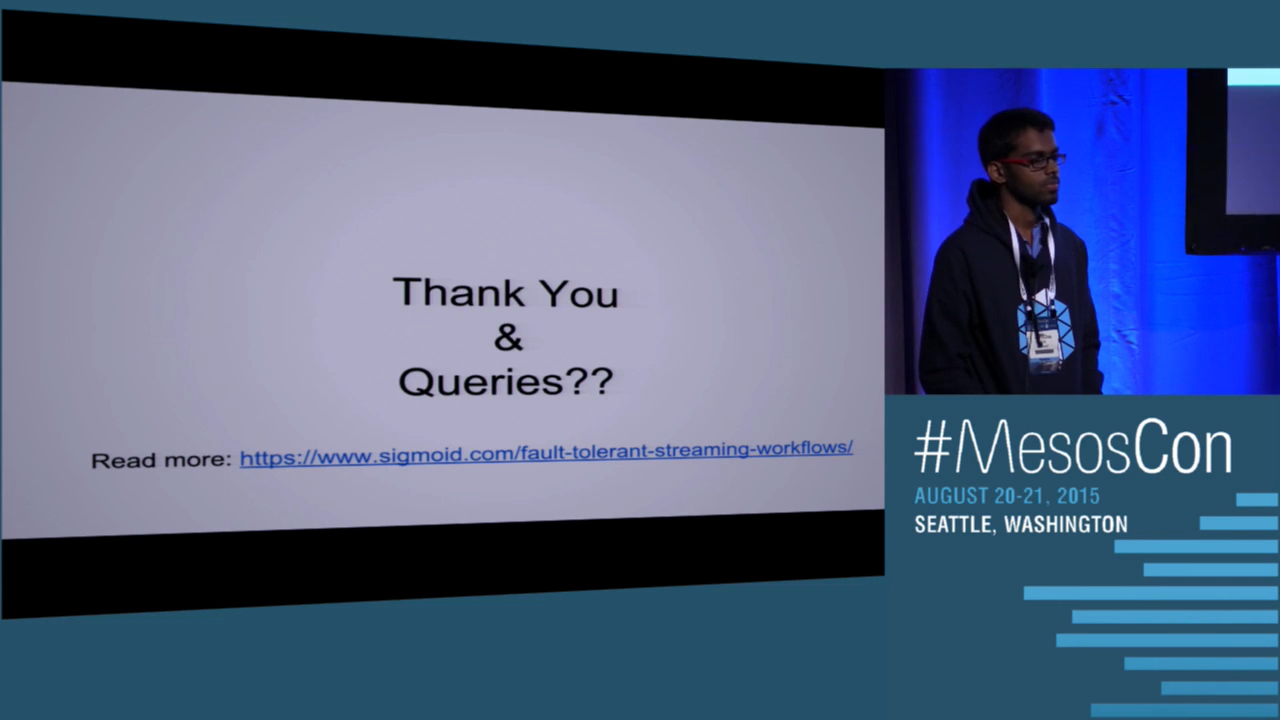 Thank You
&
Queries??
Read more: https://www.sigmoid.com/fault-tolerant-streaming-workflows/
#MesosCon
AUGUST 20-21, 2015
SEATTLE, WASHINGTON